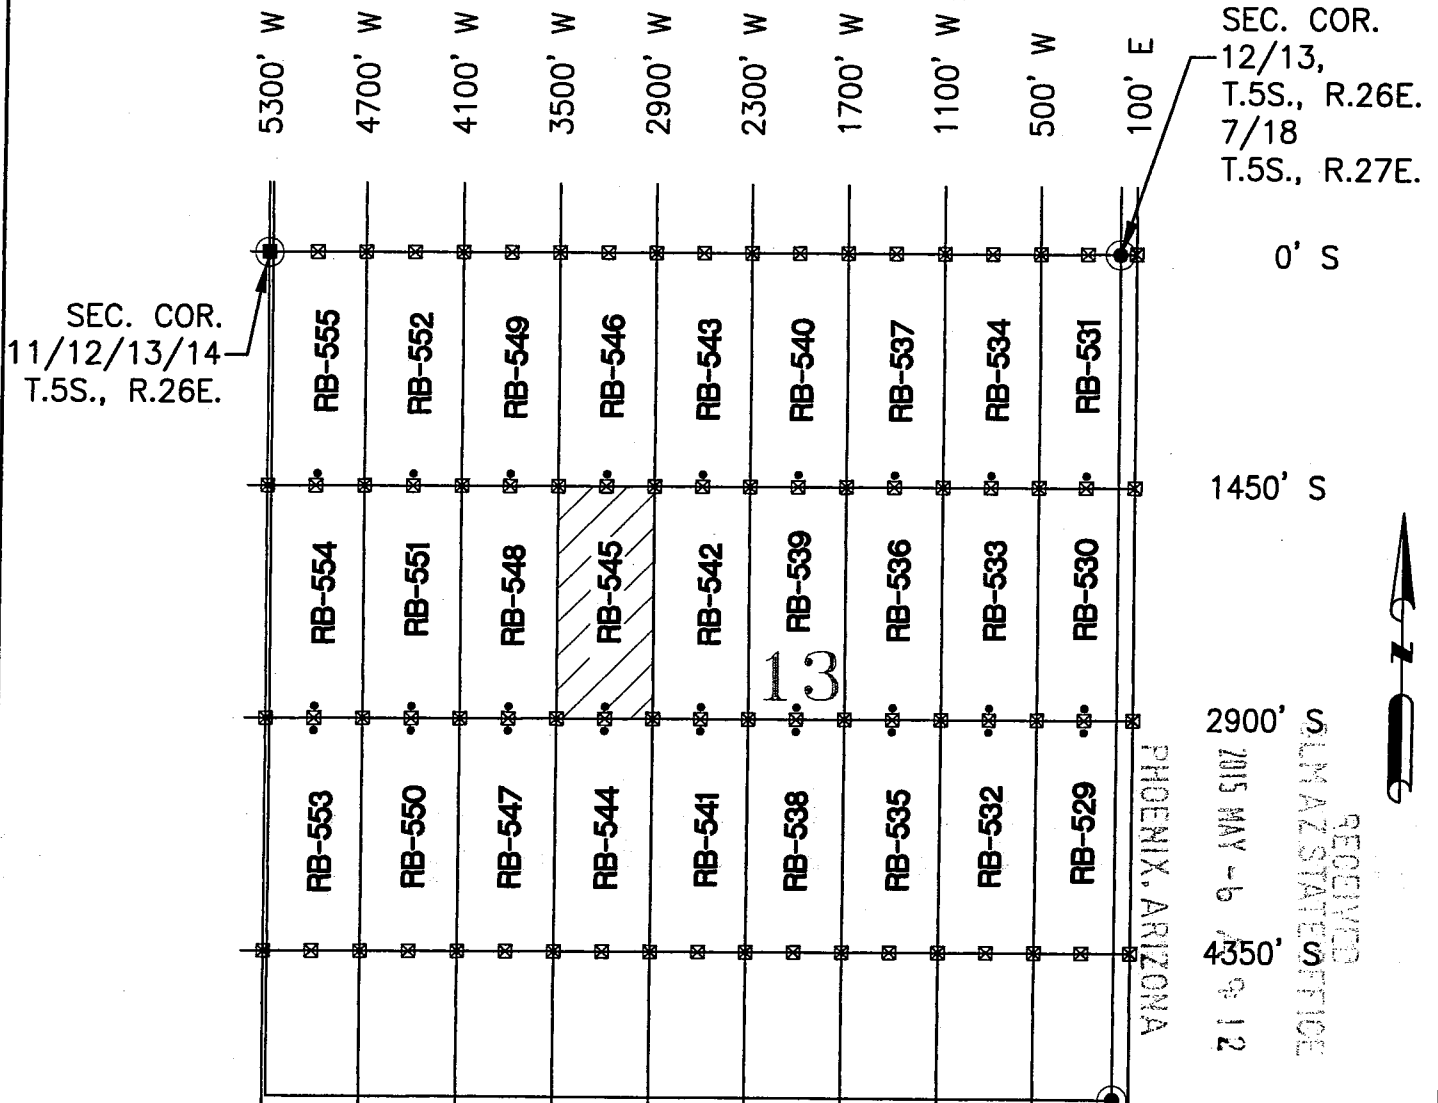 5300' W
4700' W
4100' W
3500' W
2900' W
2300' W
1700' W
1100' W
500' W
100' E
SEC. COR.
12/13,
T.5S., R.26E.
7/18
T.5S., R.27E.
0' S
SEC. COR.
11/12/13/14
T.5S., R.26E.
RB-555
RB-552
RB-549
RB-546
RB-543
RB-540
RB-537
RB-534
RB-531
1450' S
RB-554
RB-551
RB-548
RB-545
RB-542
RB-539
RB-536
RB-533
RB-530
13
N
2900' S
RB-553
RB-550
RB-547
RB-544
RB-541
RB-538
RB-535
RB-532
RB-529
4350' S
RECEIVED
BLM AZ STATE OFFICE
2015 MAY -6 A 9: 12
PHOENIX, ARIZONA